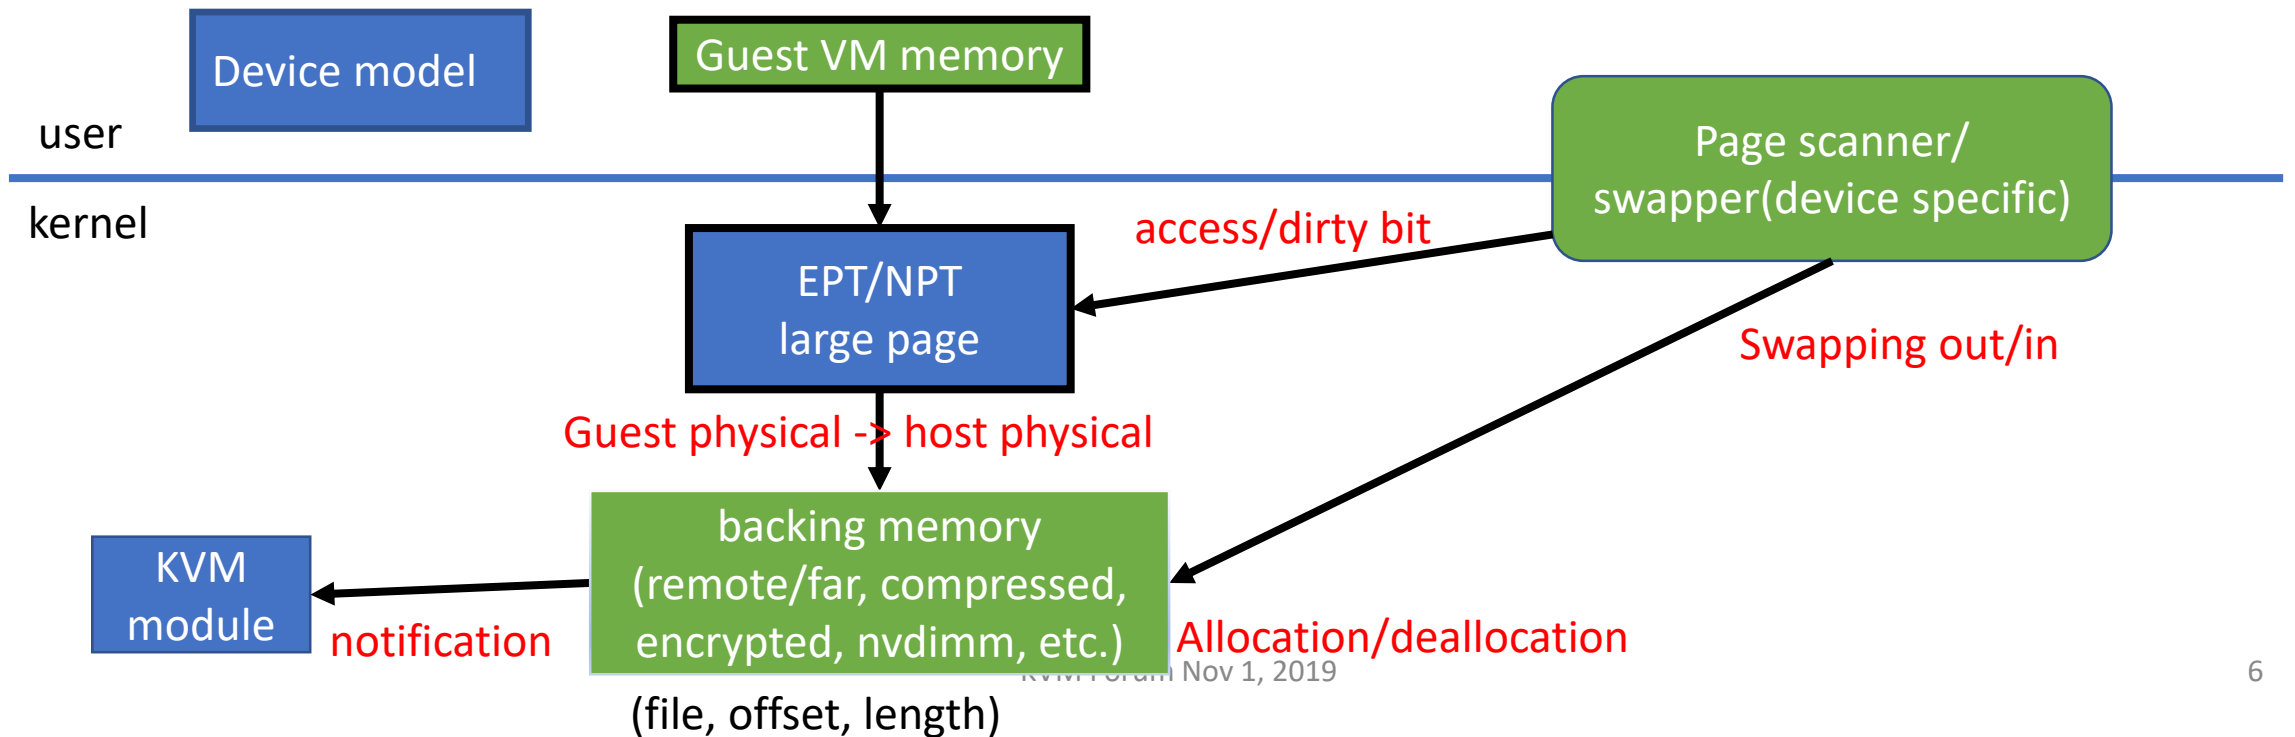 Device model
Guest VM memory
user
Page scanner/
swapper(device specific)
kernel
access/dirty bit
EPT/NPT
large page
Swapping out/in
Guest physical -> host physical
backing memory
(remote/far, compressed,
encrypted, nvdimm, etc.)
KVM
module
notification
Allocation/deallocation
KVM Forum Nov 1, 2019
6
(file, offset, length)